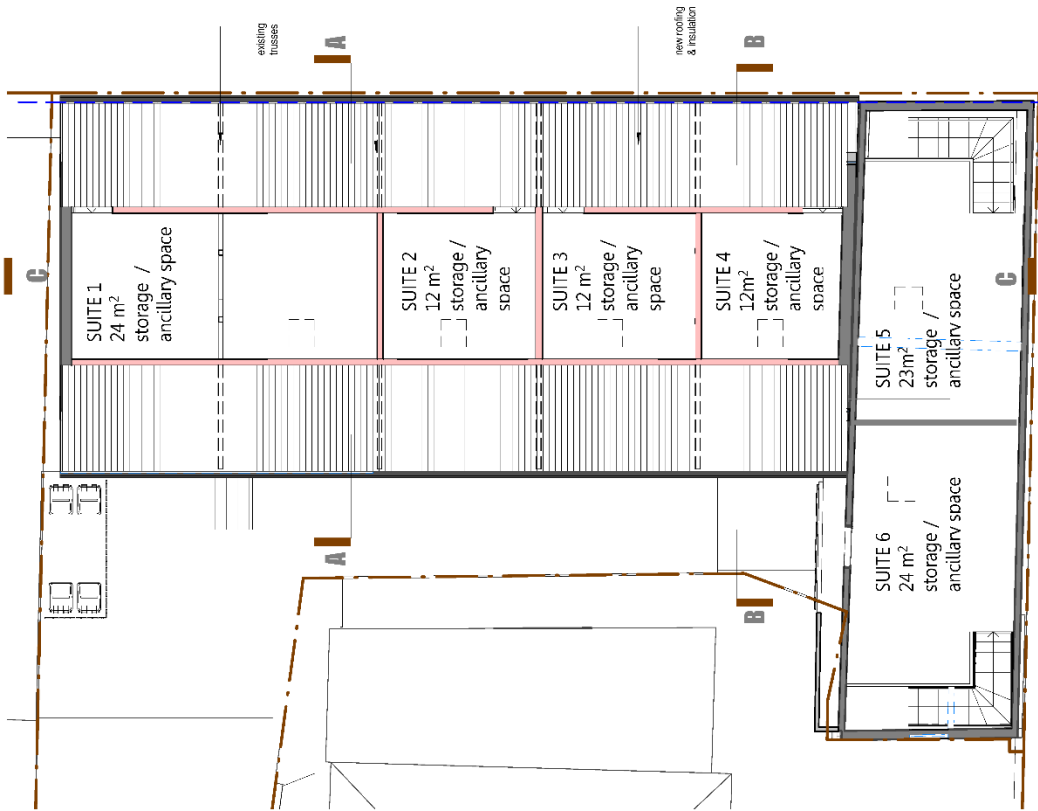 existing
trusses
new roofing
& insulation
A
B
C
SUITE 1
24 m²
storage /
ancillary space
SUITE 2
12 m²
storage /
ancillary
space
SUITE 3
12 m²
storage /
ancillary
space
SUITE 4
12m²
storage /
ancillary
space
C
SUITE 5
23m²
storage /
ancillary space
SUITE 6
24 m²
storage /
ancillary space
A
B